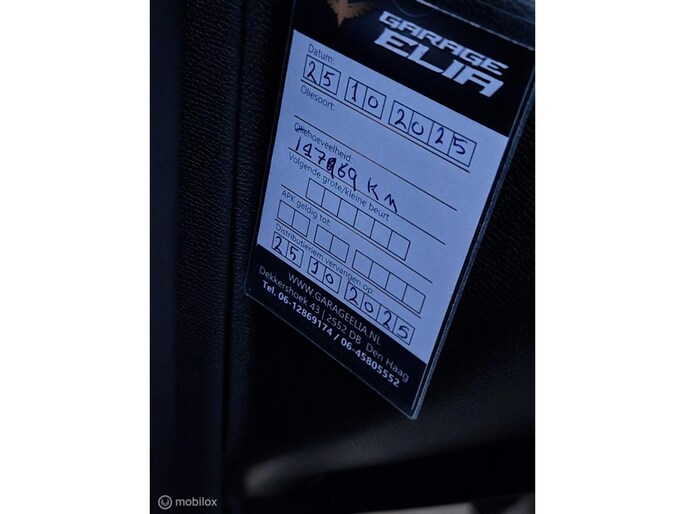 GARAGE
ELIA
Datum:
25 10 2025
Oliesoort:
Oliehoeveelheid:
KM
Volgende grote/kleine beurt
APK geldig tot:
Distributieriem vervangen op
25 10 2025
WWW.GARAGEELIA.NL
Dekkershoek 43 | 2552 DB Den Haag
Tel. 06-12869174 / 06-45805552
mobilox